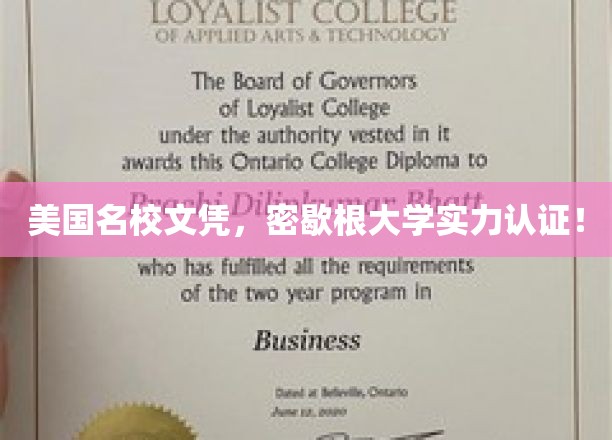 LOYALIST COLLEGE
OF APPLIED ARTS & TECHNOLOGY
The Board of Governors
of Loyalist College
under the authority vested in it
awards this Ontario College Diploma to
Prachi Dilipkumar Bhatt
美国名校文凭，密歇根大学实力认证！
who has fulfilled all the requirements
of the two year program in
Business
Dated at Belleville, Ontario
June 12, 2020